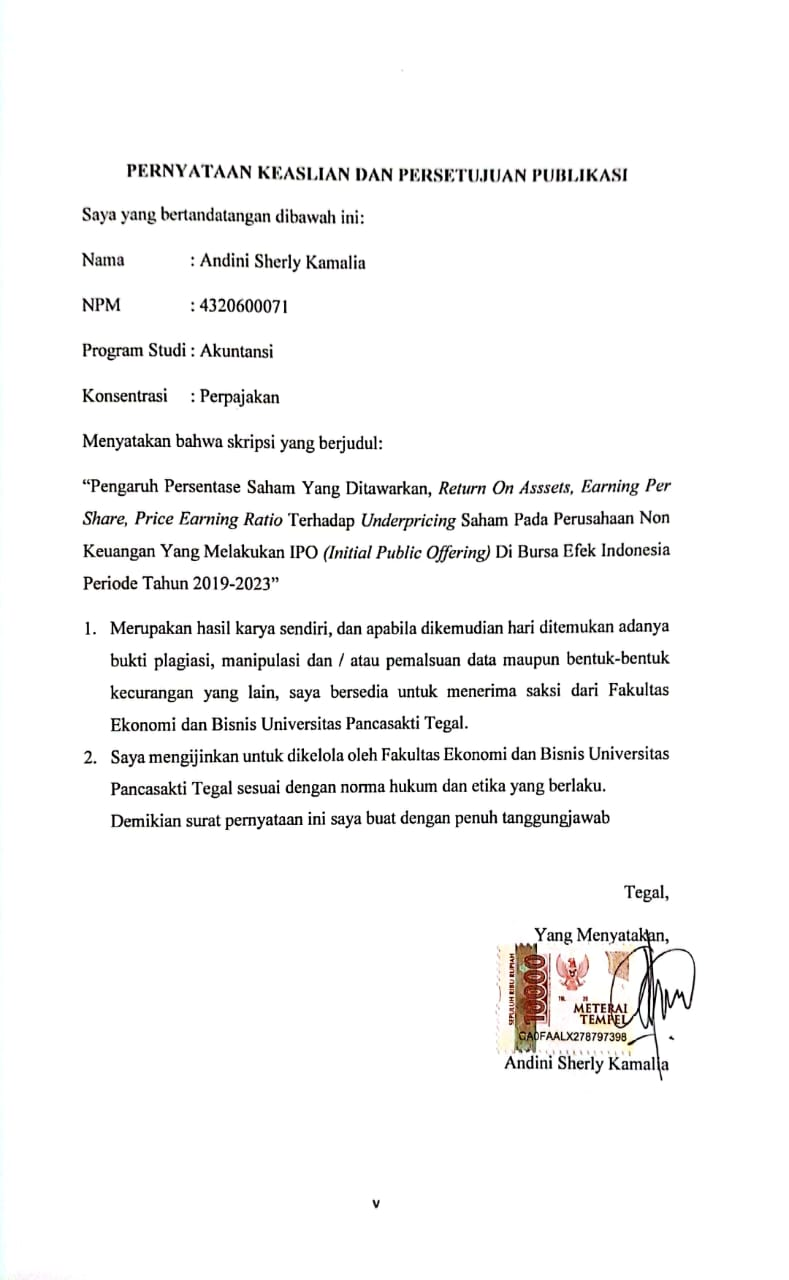 PERNYATAAN KEASLIAN DAN PERSETUJUAN PUBLIKASI
Saya yang bertandatangan dibawah ini:
Nama : Andini Sherly Kamalia
NPM : 4320600071
Program Studi : Akuntansi
Konsentrasi : Perpajakan
Menyatakan bahwa skripsi yang berjudul:
“Pengaruh Persentase Saham Yang Ditawarkan, Return On Asssets, Earning Per
Share, Price Earning Ratio Terhadap Underpricing Saham Pada Perusahaan Non
Keuangan Yang Melakukan IPO (Initial Public Offering) Di Bursa Efek Indonesia
Periode Tahun 2019-2023”
1. Merupakan hasil karya sendiri, dan apabila dikemudian hari ditemukan adanya
bukti plagiasi, manipulasi dan / atau pemalsuan data maupun bentuk-bentuk
kecurangan yang lain, saya bersedia untuk menerima saksi dari Fakultas
Ekonomi dan Bisnis Universitas Pancasakti Tegal.
2. Saya mengijinkan untuk dikelola oleh Fakultas Ekonomi dan Bisnis Universitas
Pancasakti Tegal sesuai dengan norma hukum dan etika yang berlaku.
Demikian surat pernyataan ini saya buat dengan penuh tanggungjawab
Tegal,
Yang Menyatakan,
SEPULUH RIBU RUPIAH
10000
METERAI
TEMPEL
CA0FAALX278797398
Andini Sherly Kamalia
v